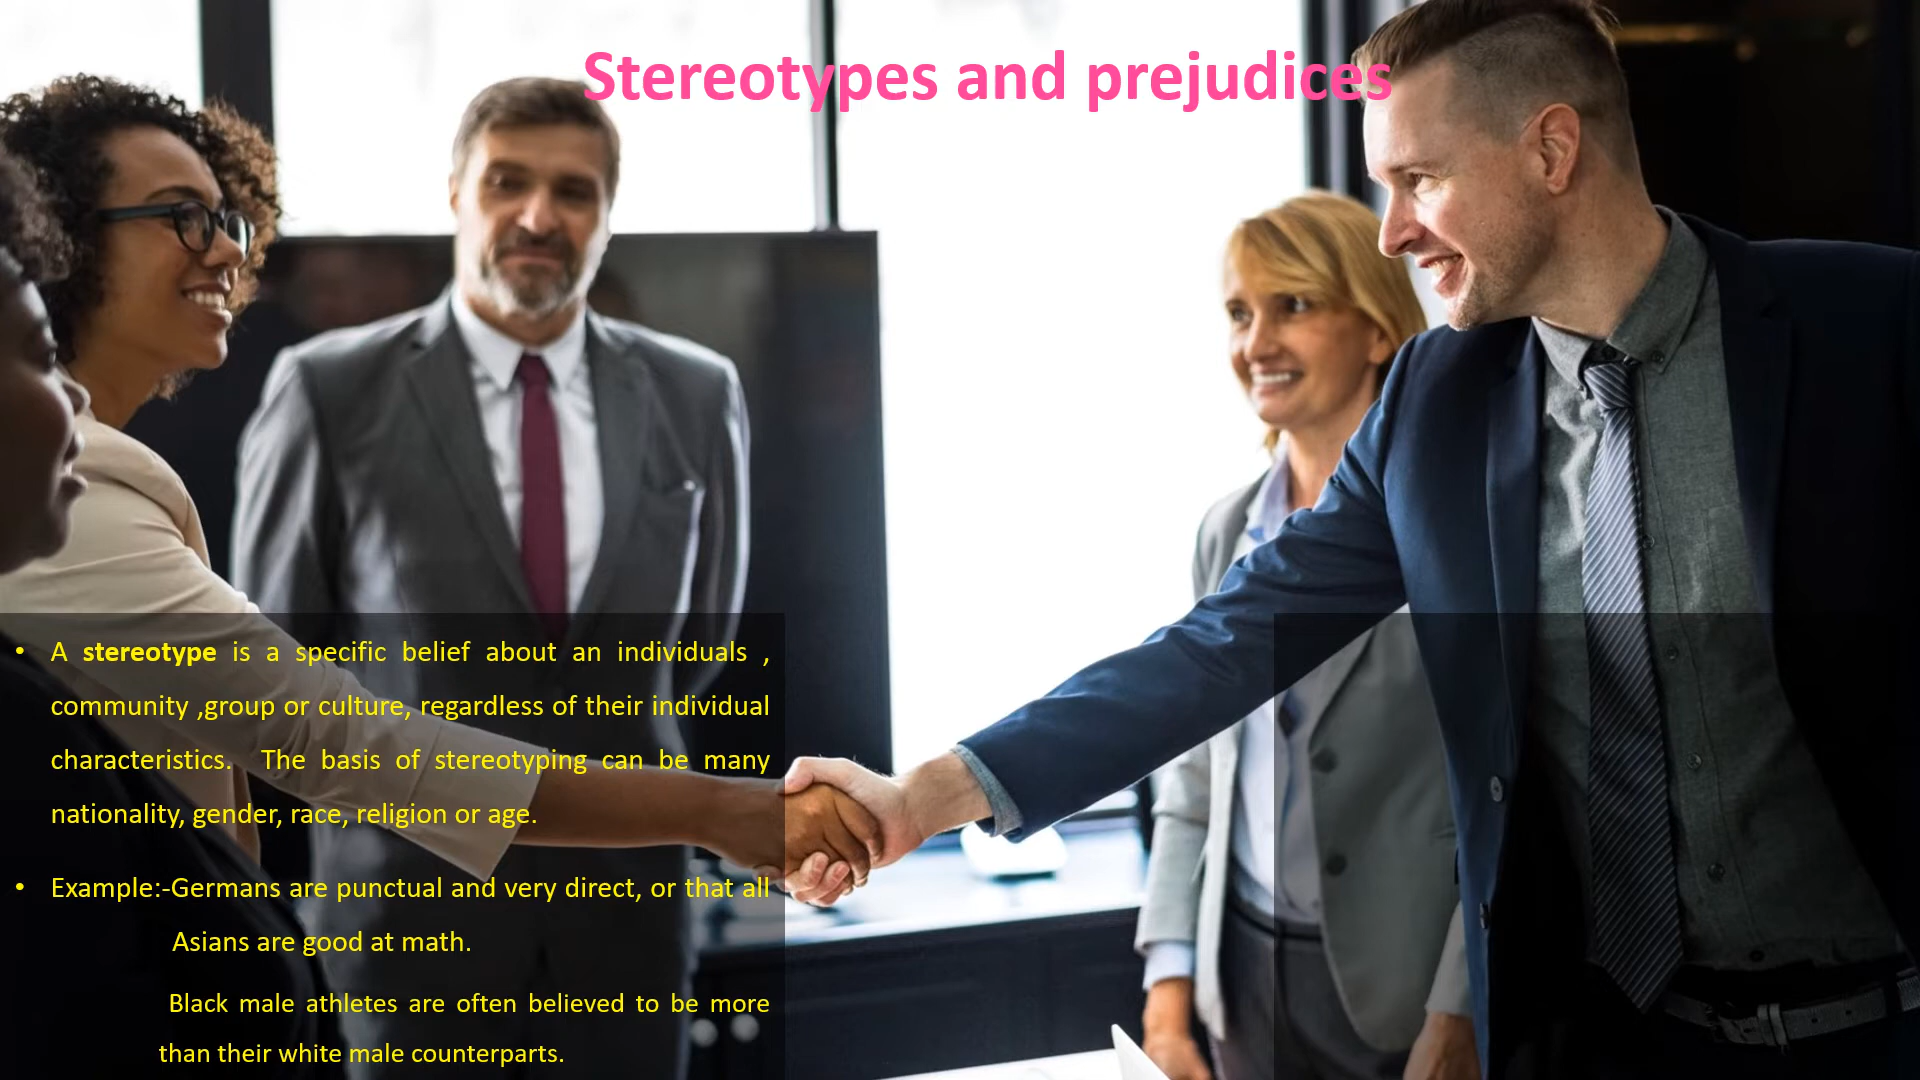 Stereotypes and prejudices
• A stereotype is a specific belief about an individuals ,
community ,group or culture, regardless of their individual
characteristics. The basis of stereotyping can be many
nationality, gender, race, religion or age.
• Example:-Germans are punctual and very direct, or that all
Asians are good at math.
Black male athletes are often believed to be more
than their white male counterparts.